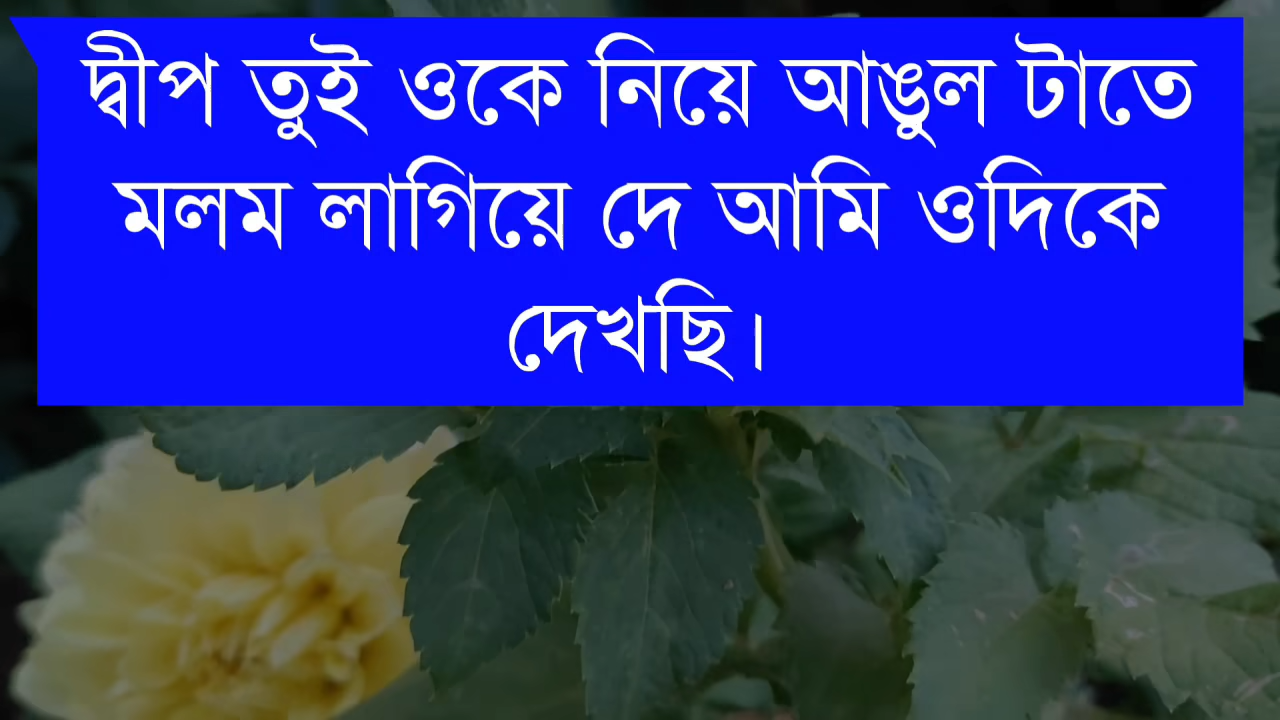 দ্বীপ তুই ওকে নিয়ে আঙুল টাতে
মলম লাগিয়ে দে আমি ওদিকে
দেখছি।